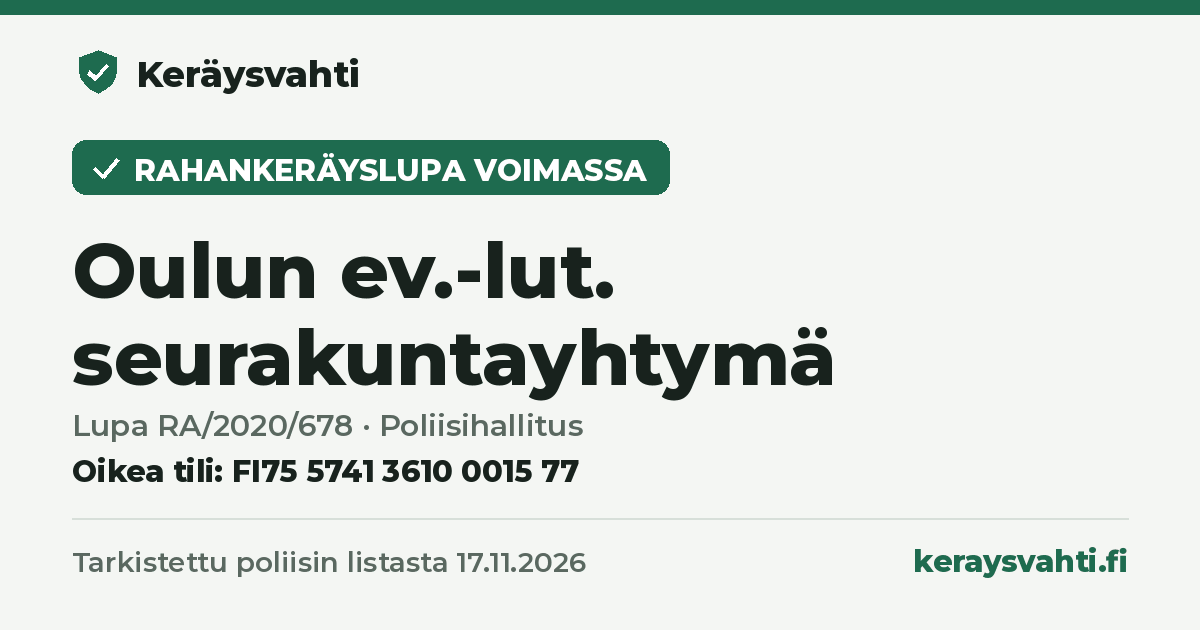 Keräysvahti
RAHANKERÄYSLUPA VOIMASSA
Oulun ev.-lut.
seurakuntayhtymä
Lupa RA/2020/678 · Poliisihallitus
Oikea tili: FI75 5741 3610 0015 77
Tarkistettu poliisin listasta 17.11.2026
keraysvahti.fi